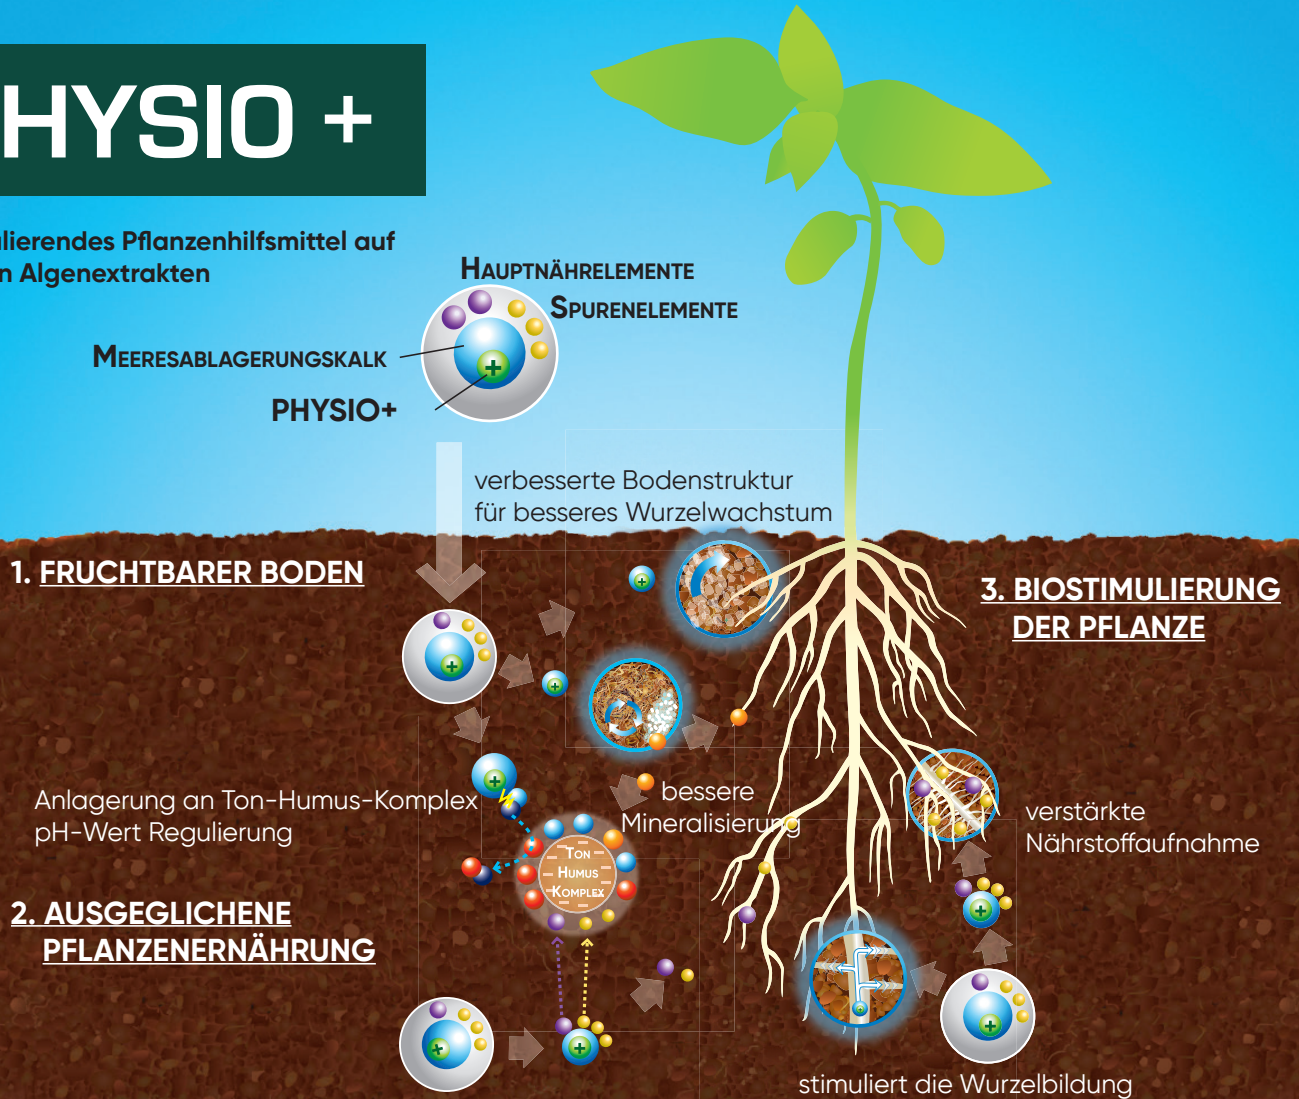 HYSIO +
lierendes Pflanzenhilfsmittel auf
n Algenextrakten
HAUPTNÄHRELEMENTE
SPURENELEMENTE
MEERESABLAGERUNGSKALK
PHYSIO+
verbesserte Bodenstruktur
für besseres Wurzelwachstum
1. FRUCHTBARER BODEN
3. BIOSTIMULIERUNG
DER PFLANZE
Anlagerung an Ton-Humus-Komplex
pH-Wert Regulierung
bessere
Mineralisierung
TON
HUMUS
KOMPLEX
verstärkte
Nährstoffaufnahme
2. AUSGEGLICHENE
PFLANZENERNÄHRUNG
stimuliert die Wurzelbildung